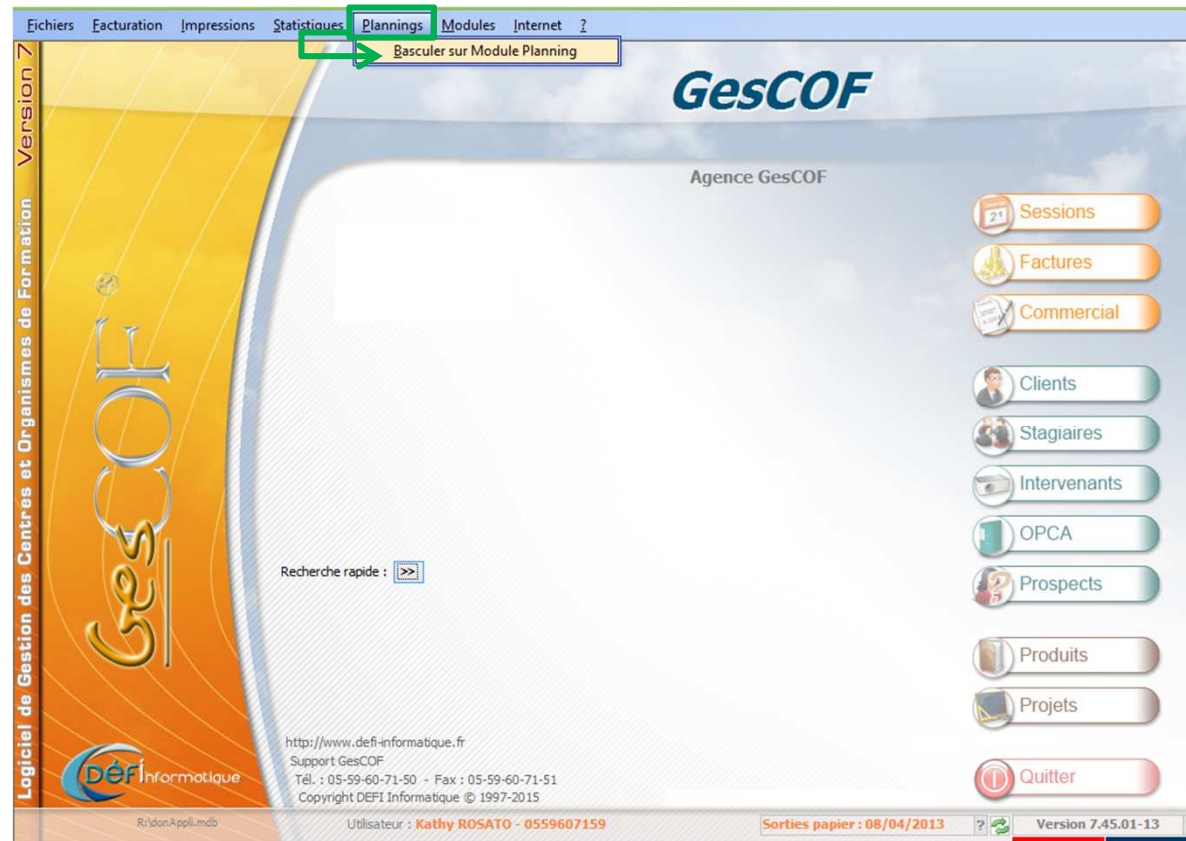 Fichiers Facturation Impressions Statistiques Plannings Modules Internet ?
Basculer sur Module Planning
GesCOF
Agence GesCOF
Logiciel de Gestion des Centres et Organismes de Formation Version 7
GesCOF ®
Sessions
Factures
Commercial
Clients
Stagiaires
Intervenants
OPCA
Prospects
Produits
Projets
Quitter
Recherche rapide : >>
http://www.defi-informatique.fr
Support GesCOF
Tél. : 05-59-60-71-50 - Fax : 05-59-60-71-51
Copyright DEFI Informatique © 1997-2015
DéFInformatique
R:\donAppli.mdb
Utilisateur : Kathy ROSATO - 0559607159
Sorties papier : 08/04/2013
?
Version 7.45.01-13